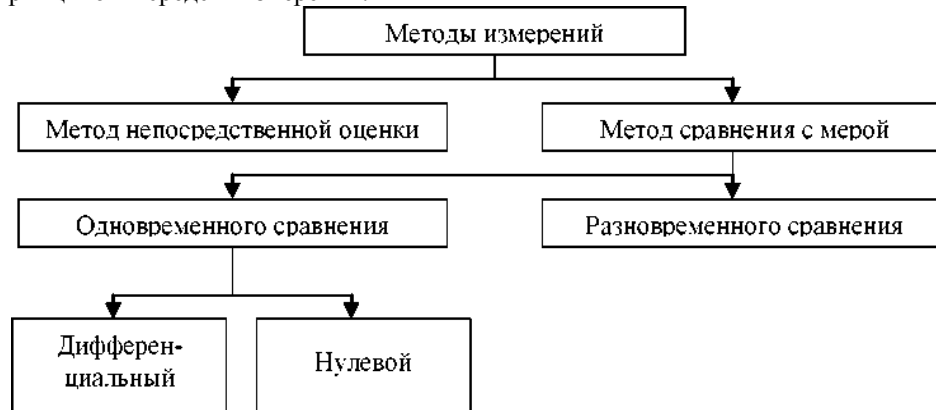 Методы измерений
Метод непосредственной оценки
Метод сравнения с мерой
Одновременного сравнения
Разновременного сравнения
Дифферен-
циальный
Нулевой